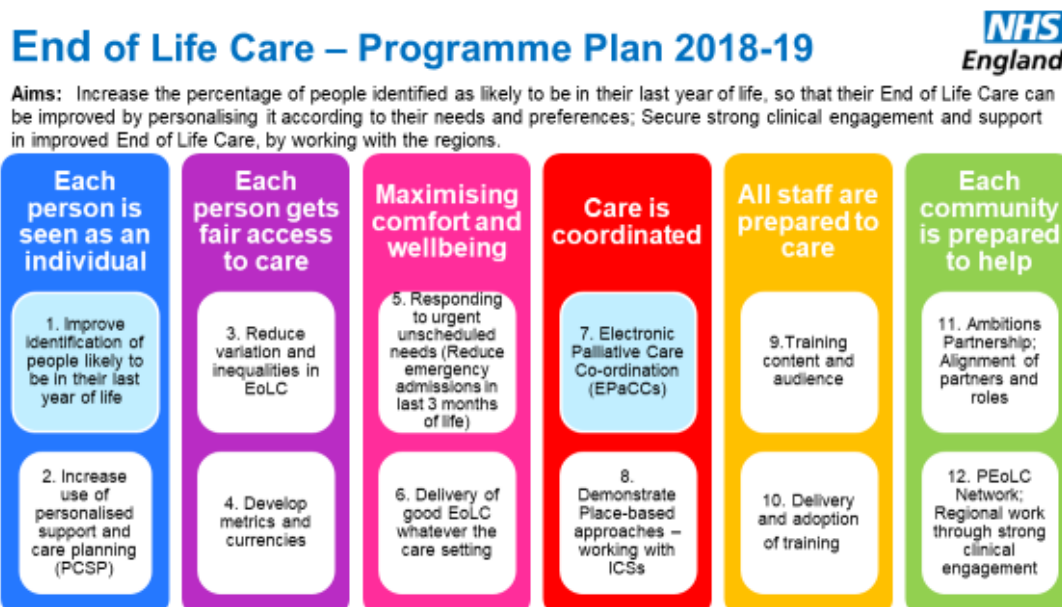 End of Life Care – Programme Plan 2018-19
NHS
England
Aims: Increase the percentage of people identified as likely to be in their last year of life, so that their End of Life Care can
be improved by personalising it according to their needs and preferences; Secure strong clinical engagement and support
in improved End of Life Care, by working with the regions.
Each
person is
seen as an
individual
1. Improve
identification of
people likely to
be in their last
year of life
2. Increase
use of
personalised
support and
care planning
(PCSP)
Each
person gets
fair access
to care
3. Reduce
variation and
inequalities in
EoLC
4. Develop
metrics and
currencies
Maximising
comfort and
wellbeing
5. Responding
to urgent
unscheduled
needs (Reduce
emergency
admissions in
last 3 months
of life)
6. Delivery of
good EoLC
whatever the
care setting
Care is
coordinated
7. Electronic
Palliative Care
Co-ordination
(EPaCCs)
8.
Demonstrate
Place-based
approaches –
working with
ICSs
All staff are
prepared to
care
9.Training
content and
audience
10. Delivery
and adoption
of training
Each
community
is prepared
to help
11. Ambitions
Partnership;
Alignment of
partners and
roles
12. PEoLC
Network;
Regional work
through strong
clinical
engagement